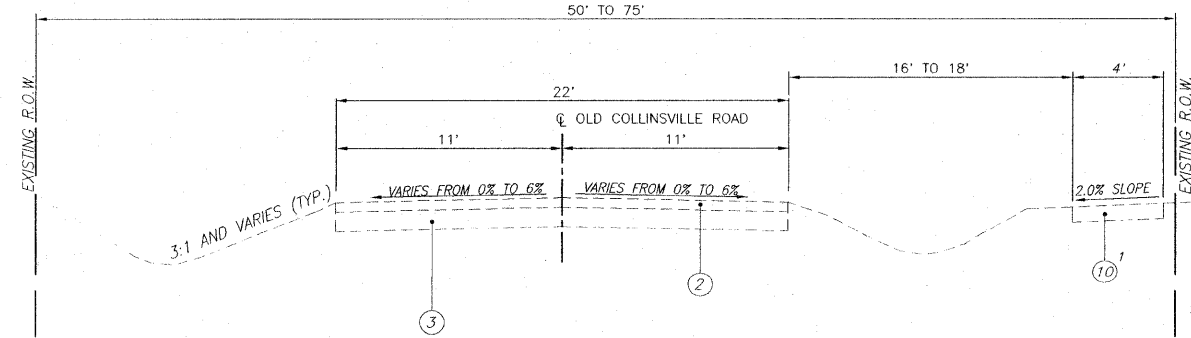 50' TO 75'
EXISTING R.O.W.
EXISTING R.O.W.
16' TO 18'
4'
22'
℄ OLD COLLINSVILLE ROAD
11'
11'
3:1 AND VARIES (TYP.)
VARIES FROM 0% TO 6%
VARIES FROM 0% TO 6%
2.0% SLOPE
3
2
10 1